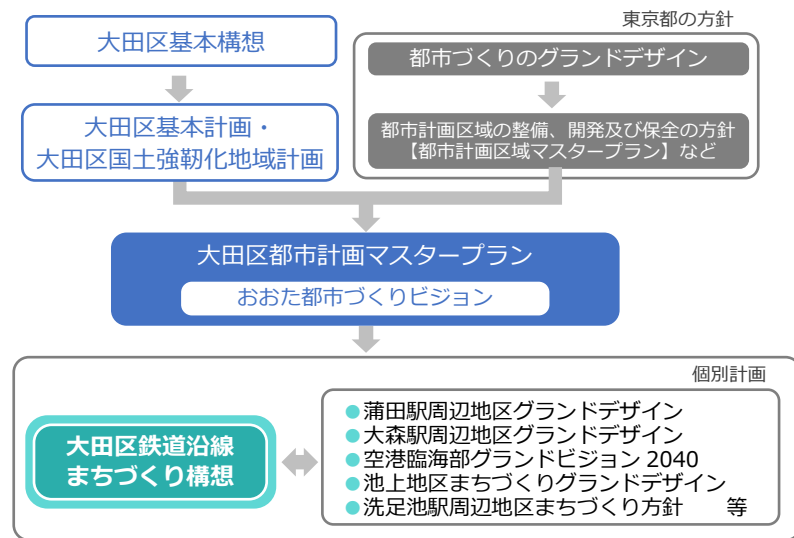 東京都の方針
大田区基本構想
都市づくりのグランドデザイン
大田区基本計画・
大田区国土強靭化地域計画
都市計画区域の整備、開発及び保全の方針
【都市計画区域マスタープラン】など
大田区都市計画マスタープラン
おおた都市づくりビジョン
個別計画
大田区鉄道沿線
まちづくり構想
●蒲田駅周辺地区グランドデザイン
●大森駅周辺地区グランドデザイン
●空港臨海部グランドビジョン 2040
●池上地区まちづくりグランドデザイン
●洗足池駅周辺地区まちづくり方針　　等